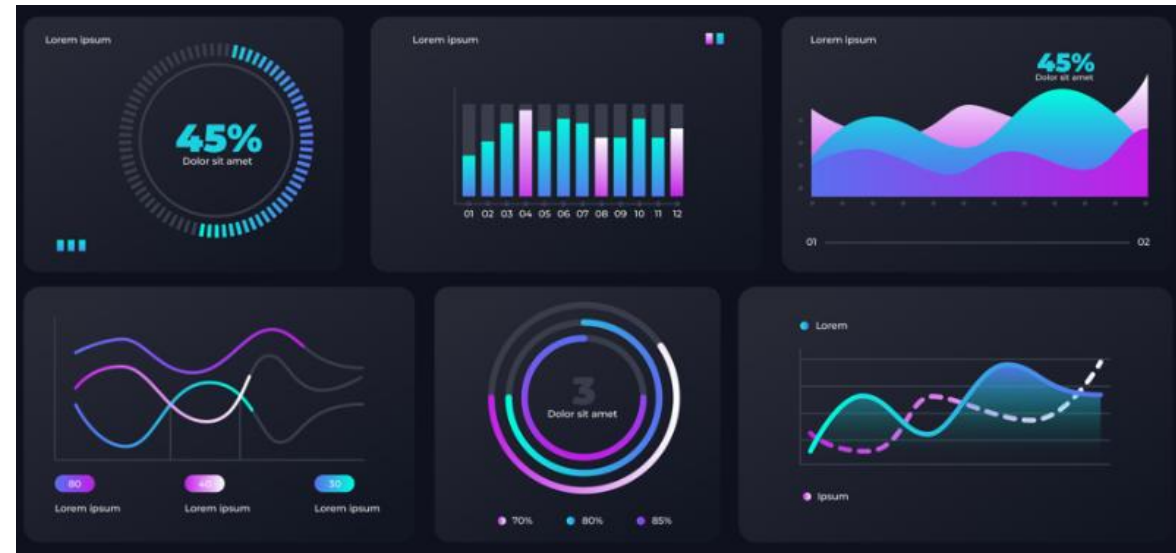 Lorem ipsum
45%
Dolor sit amet
Lorem ipsum
01 02 03 04 05 06 07 08 09 10 11 12
Lorem ipsum
45%
Dolor sit amet
01 02
80 40 30
Lorem ipsum Lorem ipsum Lorem ipsum
3
Dolor sit amet
70% 80% 85%
Lorem
Ipsum